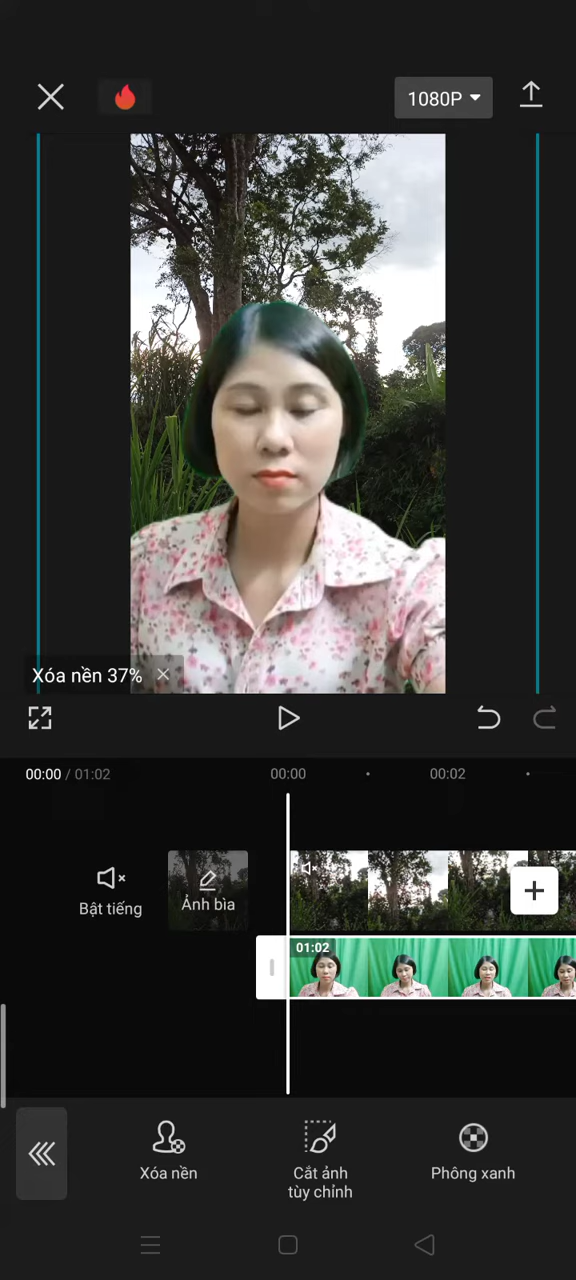 1080P
Xóa nền 37%
00:00 / 01:02
00:00
00:02
Bật tiếng
Ảnh bìa
01:02
Xóa nền
Cắt ảnh
tùy chỉnh
Phông xanh